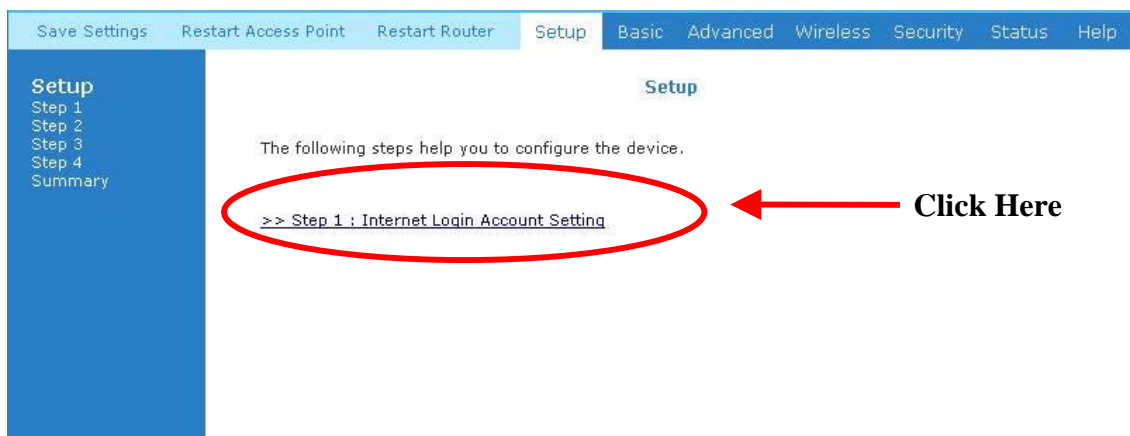 Save Settings Restart Access Point Restart Router Setup Basic Advanced Wireless Security Status Help
Setup
Step 1
Step 2
Step 3
Step 4
Summary
Setup
The following steps help you to configure the device.
>> Step 1 : Internet Login Account Setting
Click Here